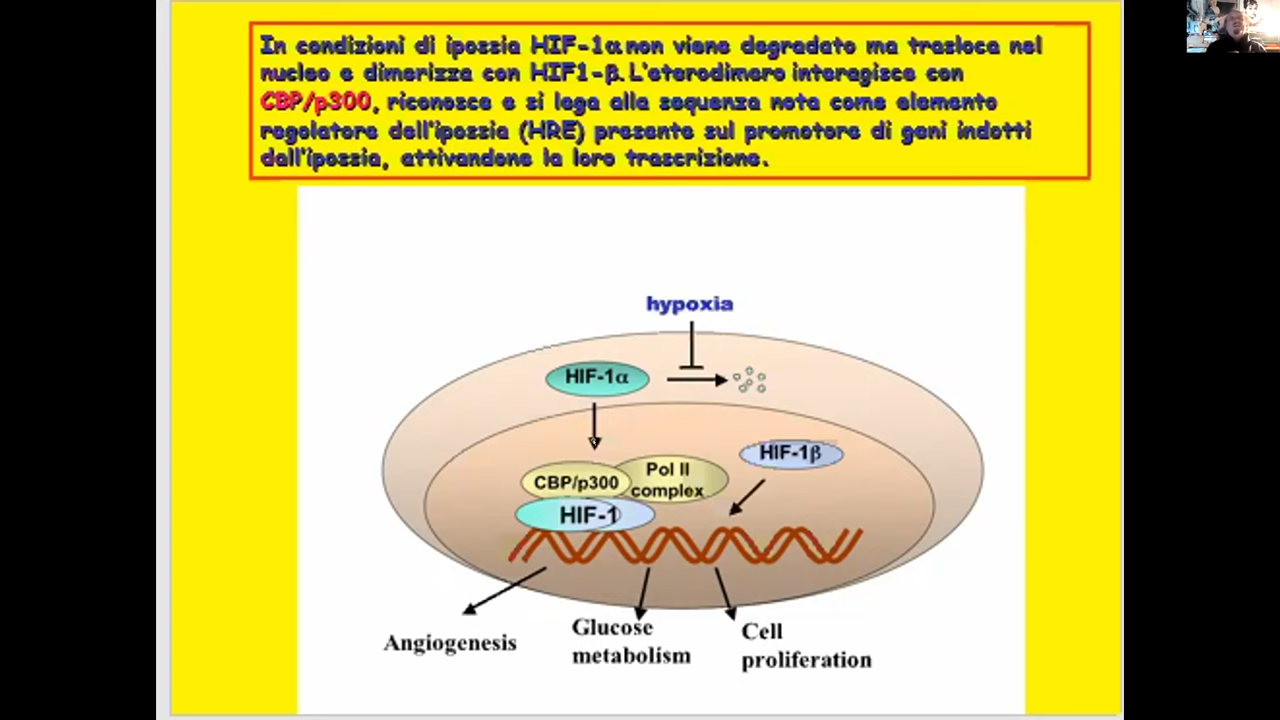 In condizioni di ipossia HIF-1α non viene degradato ma trasloca nel
nucleo e dimerizza con HIF1-β. L'eterodimero interagisce con
CBP/p300, riconosce e si lega alla sequenza nota come elemento
regolatore dell'ipossia (HRE) presente sul promotore di geni indotti
dall'ipossia, attivandone la loro trascrizione.
hypoxia
HIF-1α
HIF-1β
CBP/p300
Pol II
complex
HIF-1
Angiogenesis
Glucose
metabolism
Cell
proliferation